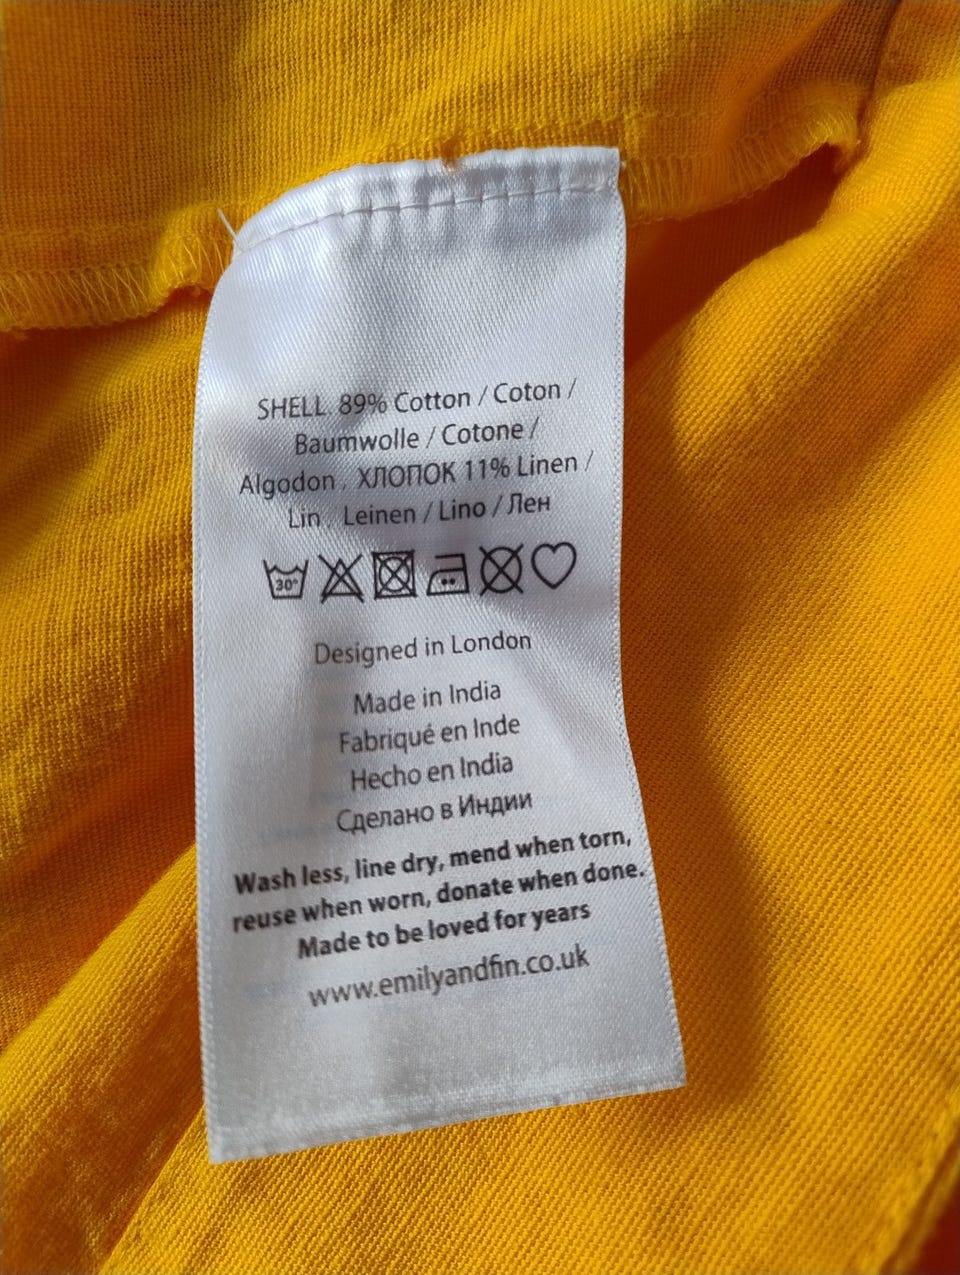 SHELL. 89% Cotton / Coton /
Baumwolle / Cotone /
Algodon . ХЛОПОК 11% Linen /
Lin . Leinen / Lino / Лен
30°
Designed in London
Made in India
Fabriqué en Inde
Hecho en India
Сделано в Индии
Wash less, line dry, mend when torn,
reuse when worn, donate when done.
Made to be loved for years
www.emilyandfin.co.uk